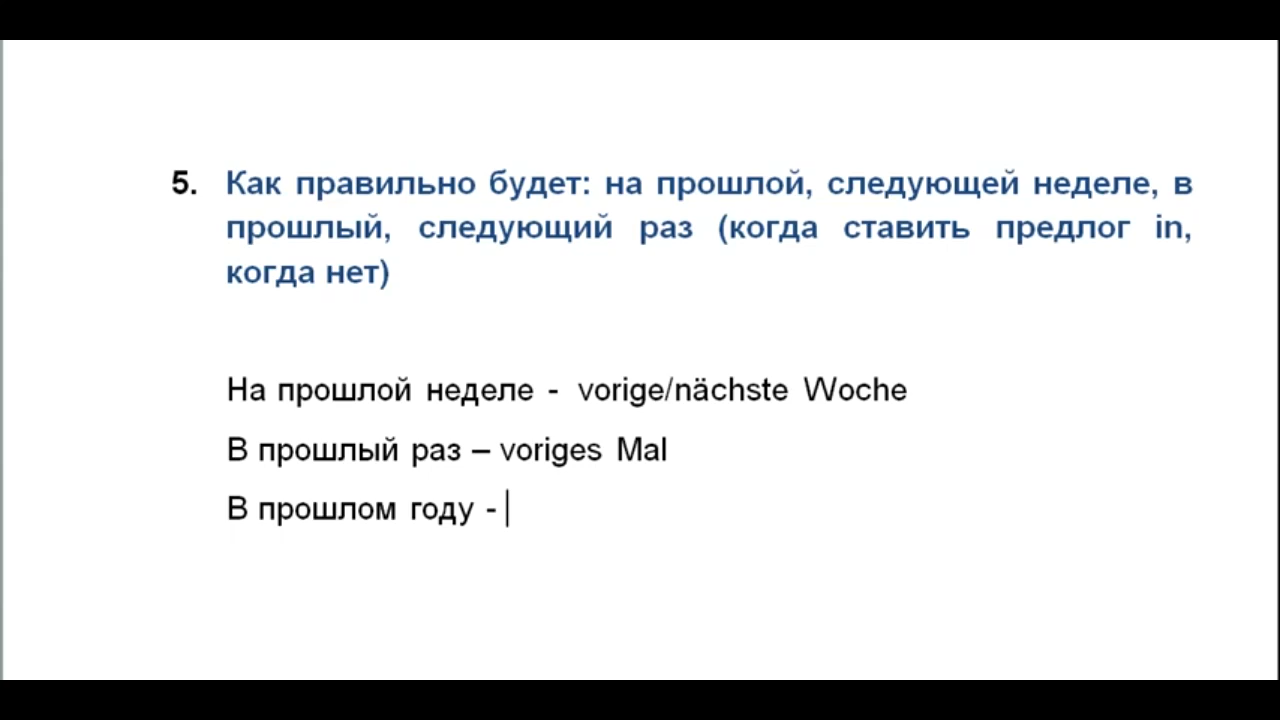 5. Как правильно будет: на прошлой, следующей неделе, в
прошлый, следующий раз (когда ставить предлог in,
когда нет)
На прошлой неделе - vorige/nächste Woche
В прошлый раз – voriges Mal
В прошлом году -